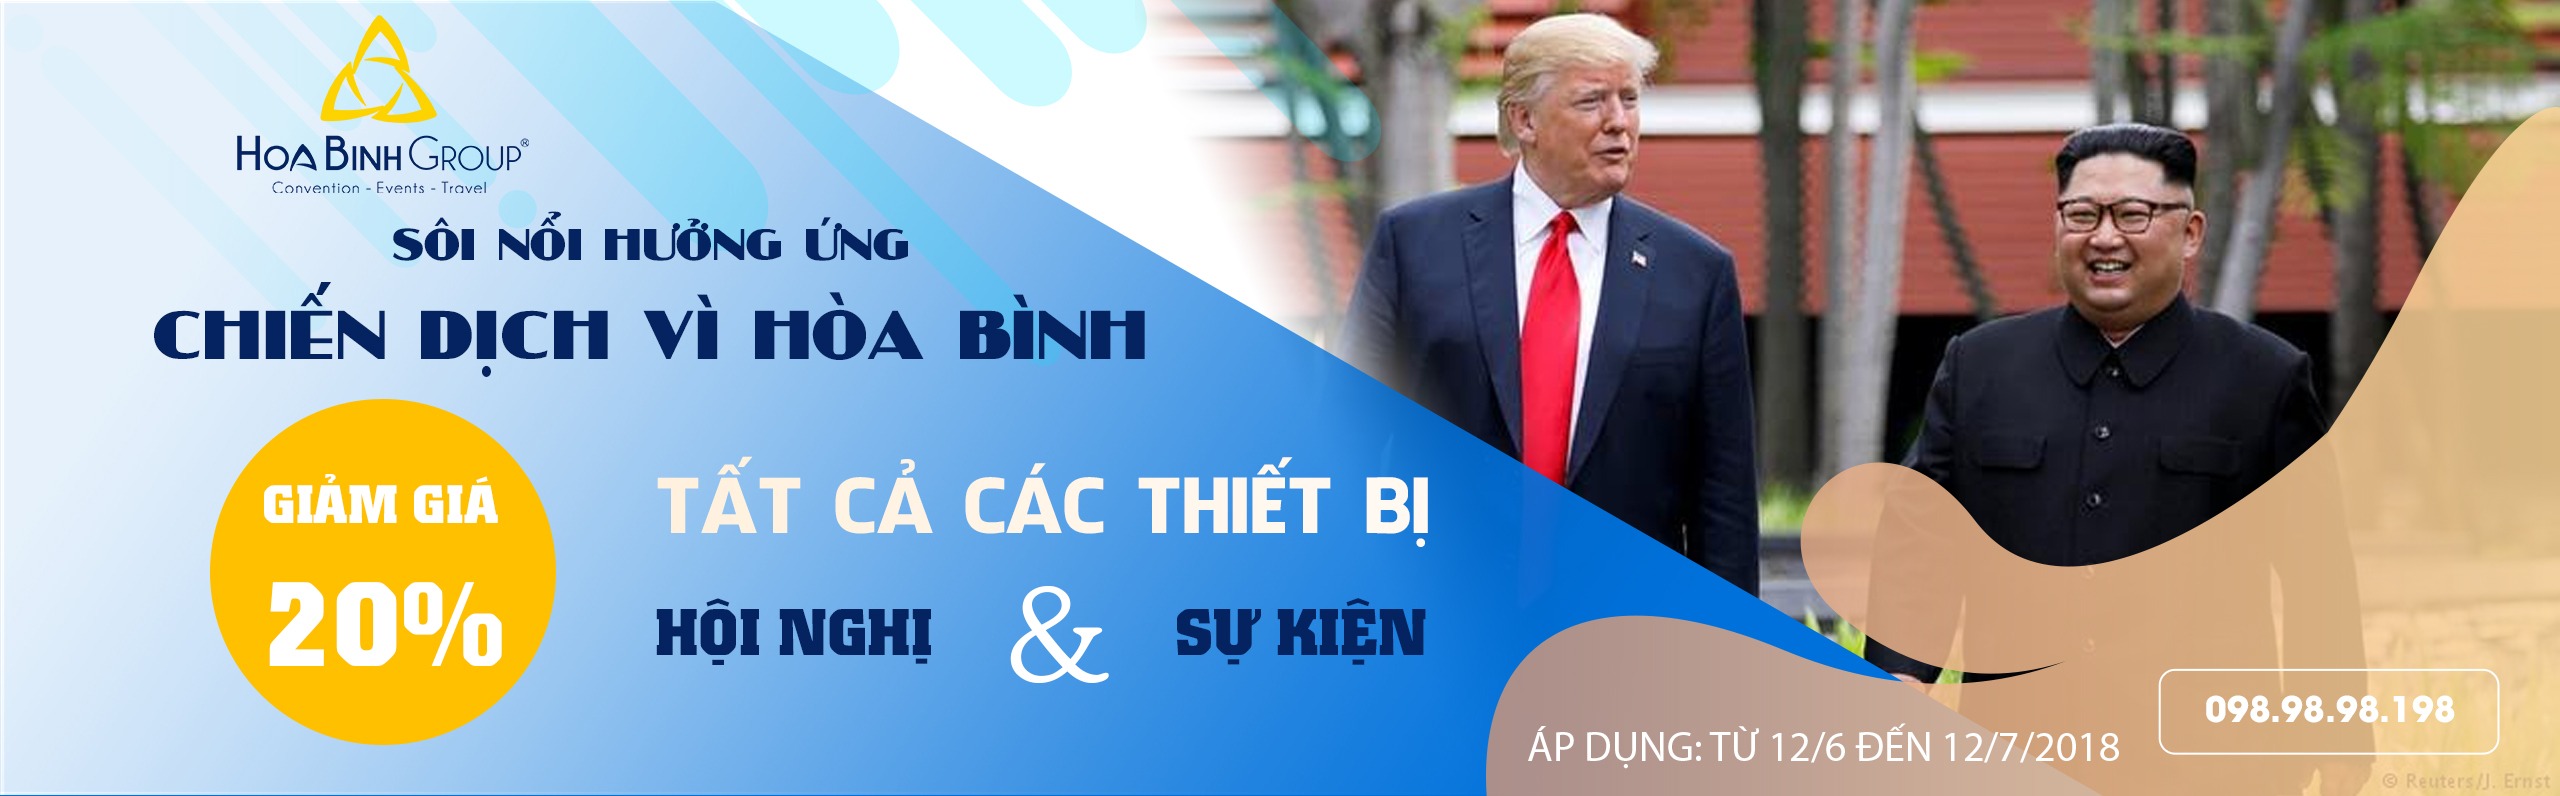 HOA BINH GROUP®
Convention - Events - Travel
SÔI NỔI HƯỞNG ỨNG
CHIẾN DỊCH VÌ HÒA BÌNH
GIẢM GIÁ
20%
TẤT CẢ CÁC THIẾT BỊ
HỘI NGHỊ & SỰ KIỆN
ÁP DỤNG: TỪ 12/6 ĐẾN 12/7/2018
098.98.98.198
© Reuters/J. Ernst